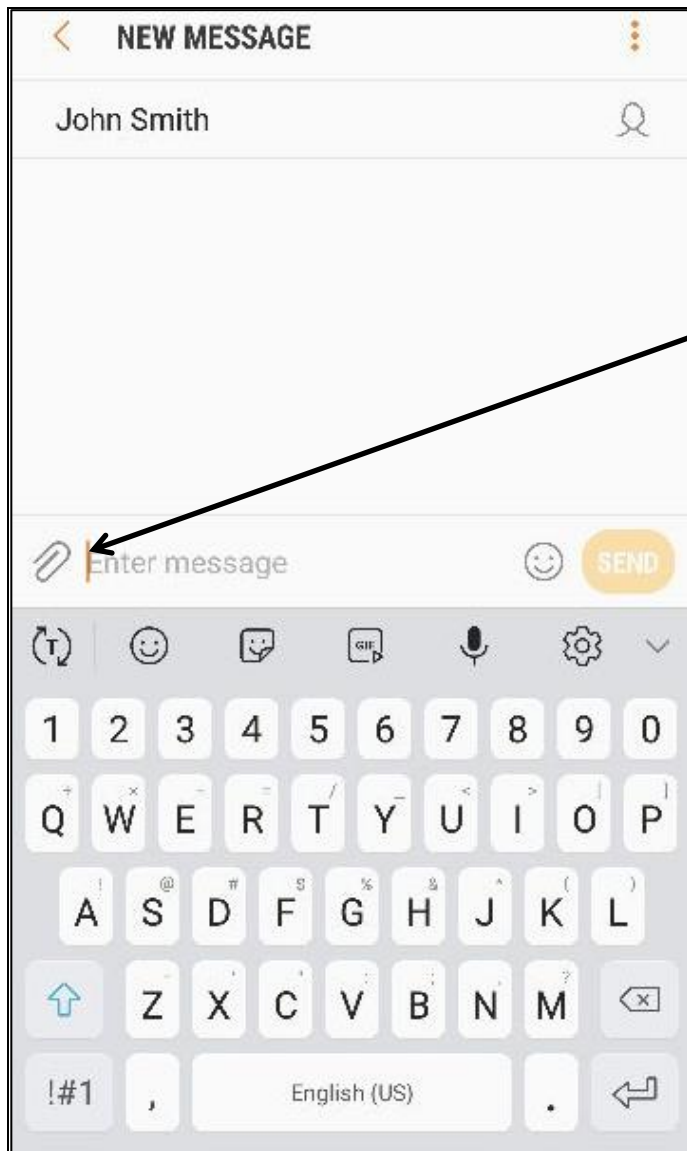 NEW MESSAGE
John Smith
Enter message SEND
T GIF
1 2 3 4 5 6 7 8 9 0
Q W E R T Y U I O P
A S D F G H J K L
! @ # $ % & ^ ( )
Z X C V B N M
!#1 , English (US) .